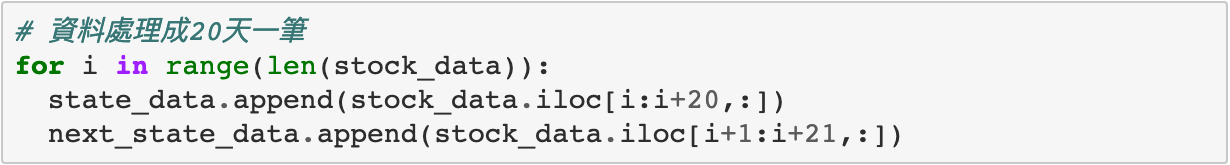 # 資料處理成20天一筆
for i in range(len(stock_data)):
  state_data.append(stock_data.iloc[i:i+20,:])
  next_state_data.append(stock_data.iloc[i+1:i+21,:])